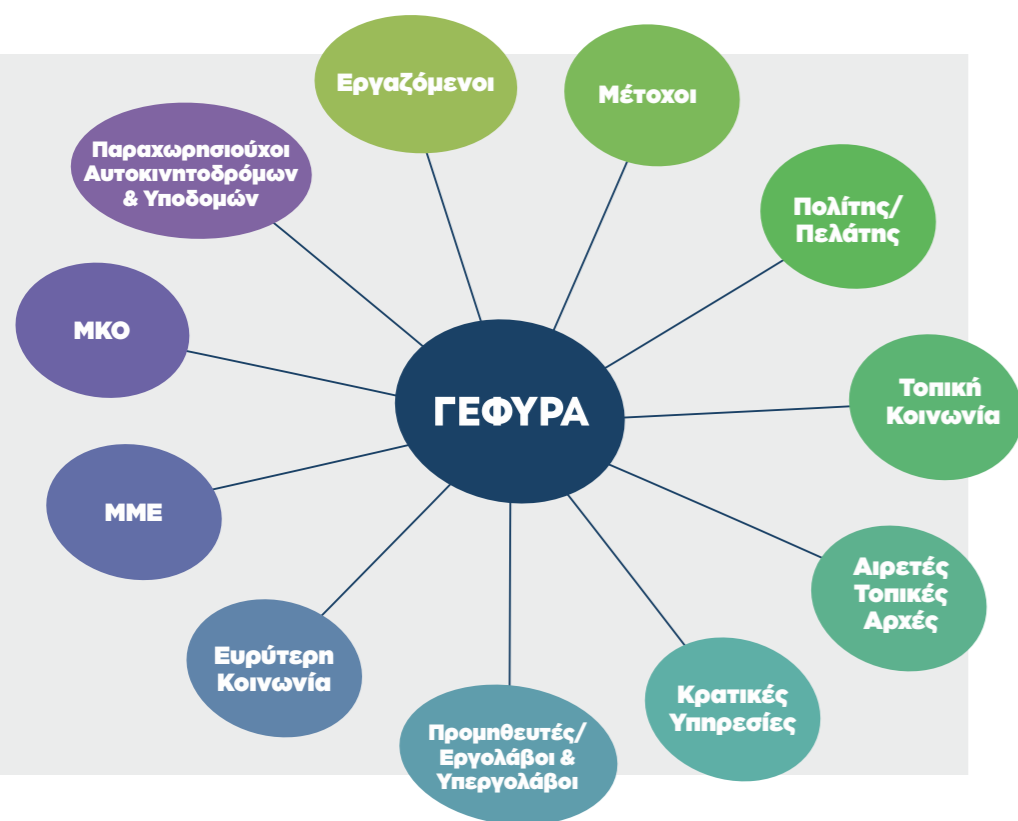 Εργαζόμενοι
Μέτοχοι
Παραχωρησιούχοι
Αυτοκινητοδρόμων
& Υποδομών
Πολίτης/
Πελάτης
ΜΚΟ
ΓΕΦΥΡΑ
Τοπική
Κοινωνία
ΜΜΕ
Αιρετές
Τοπικές
Αρχές
Ευρύτερη
Κοινωνία
Κρατικές
Υπηρεσίες
Προμηθευτές/
Εργολάβοι &
Υπεργολάβοι